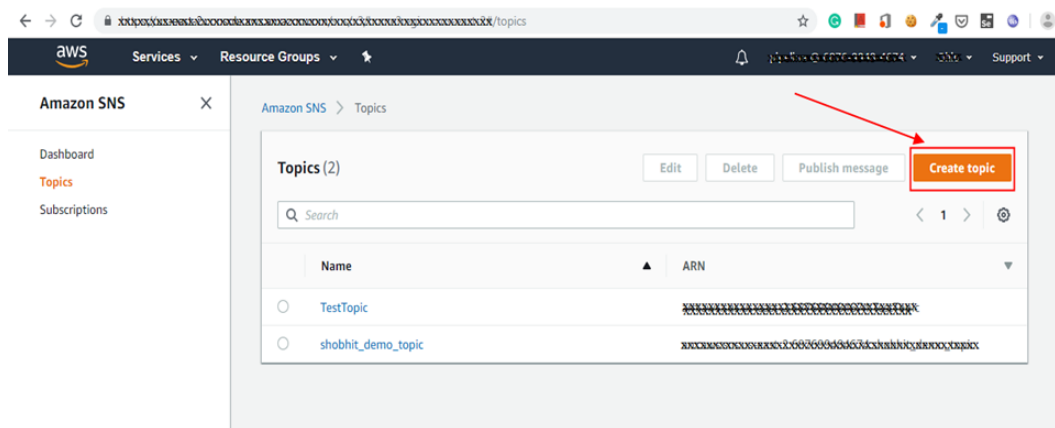 /topics
aws Services Resource Groups Support
Amazon SNS X
Amazon SNS > Topics
Dashboard
Topics
Subscriptions
Topics (2) Edit Delete Publish message Create topic
Search < 1 >
Name ARN
TestTopic
shobhit_demo_topic